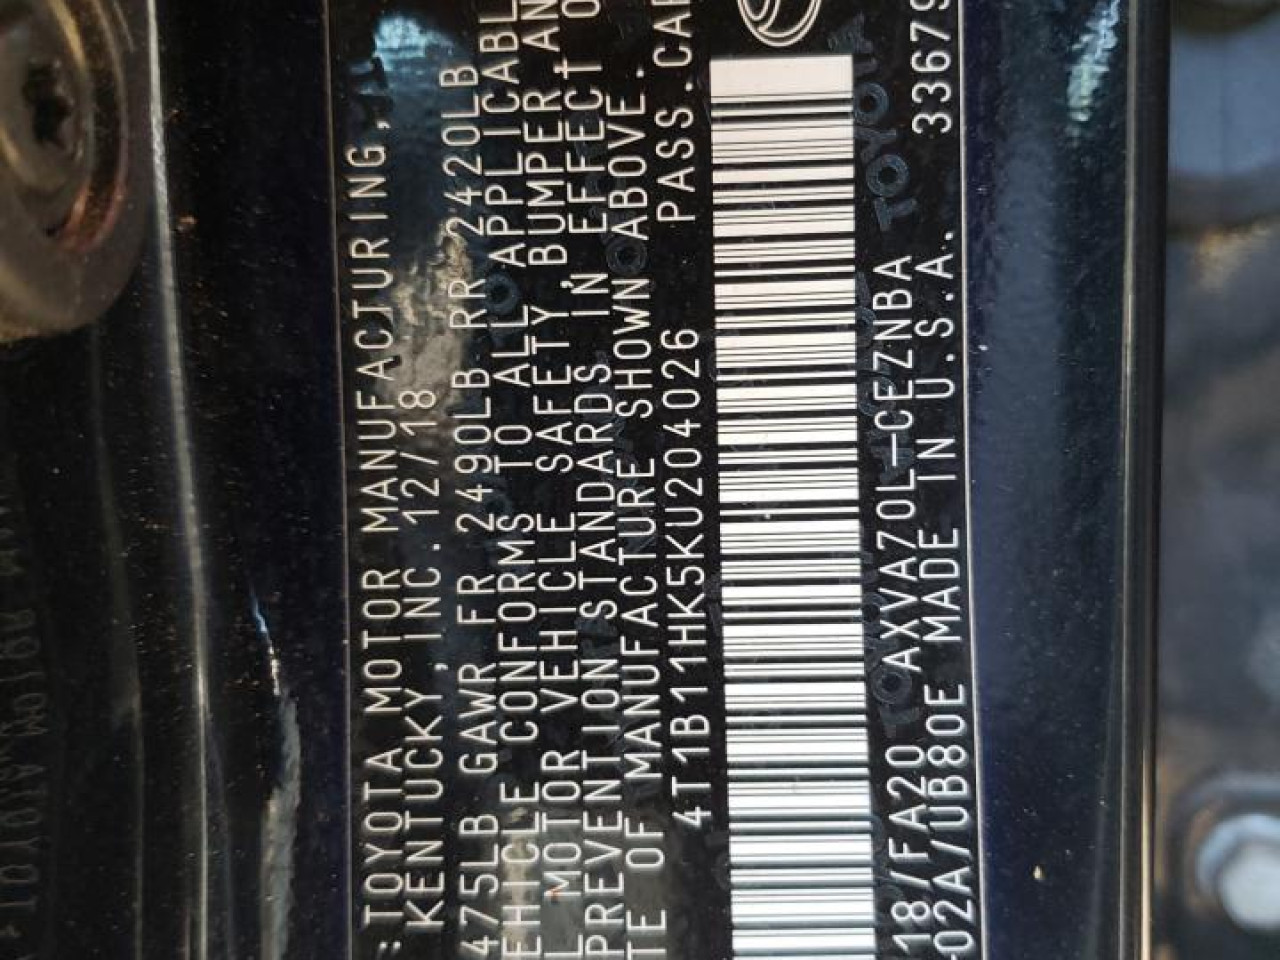 :TOYOTA MOTOR MANUFACTURING,
KENTUCKY,INC.12/18
475LB GAWR FR 2490LB RR 2420LB
EHICLE CONFORMS TO ALL APPLICABL
L MOTOR VEHICLE SAFETY,BUMPER AN
PREVENTION STANDARDS IN EFFECT O
TE OF MANUFACTURE SHOWN ABOVE.
4T1B11HK5KU204026 PASS.CAR
18/FA20 AXVA70L-CEZNBA
02A/UB80E MADE IN U.S.A. 33679
TOYOTA